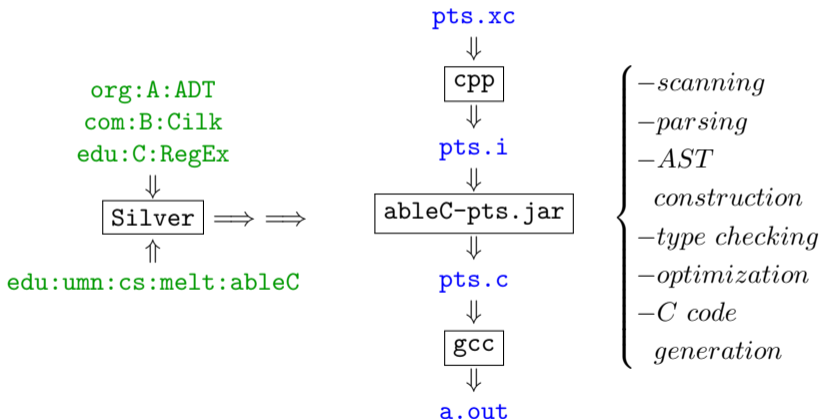 org:A:ADT
com:B:Cilk
edu:C:RegEx
⇓
Silver ⟹ ⟹
⇑
edu:umn:cs:melt:ableC
pts.xc
⇓
cpp
⇓
pts.i
⇓
ableC-pts.jar
⇓
pts.c
⇓
gcc
⇓
a.out
−scanning
−parsing
−AST
construction
−type checking
−optimization
−C code
generation